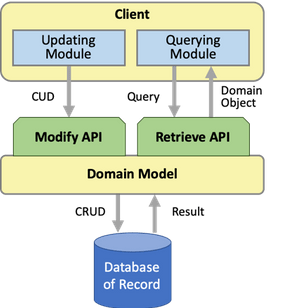 Client
Updating
Module
Querying
Module
CUD
Query
Domain
Object
Modify API
Retrieve API
Domain Model
CRUD
Result
Database
of Record